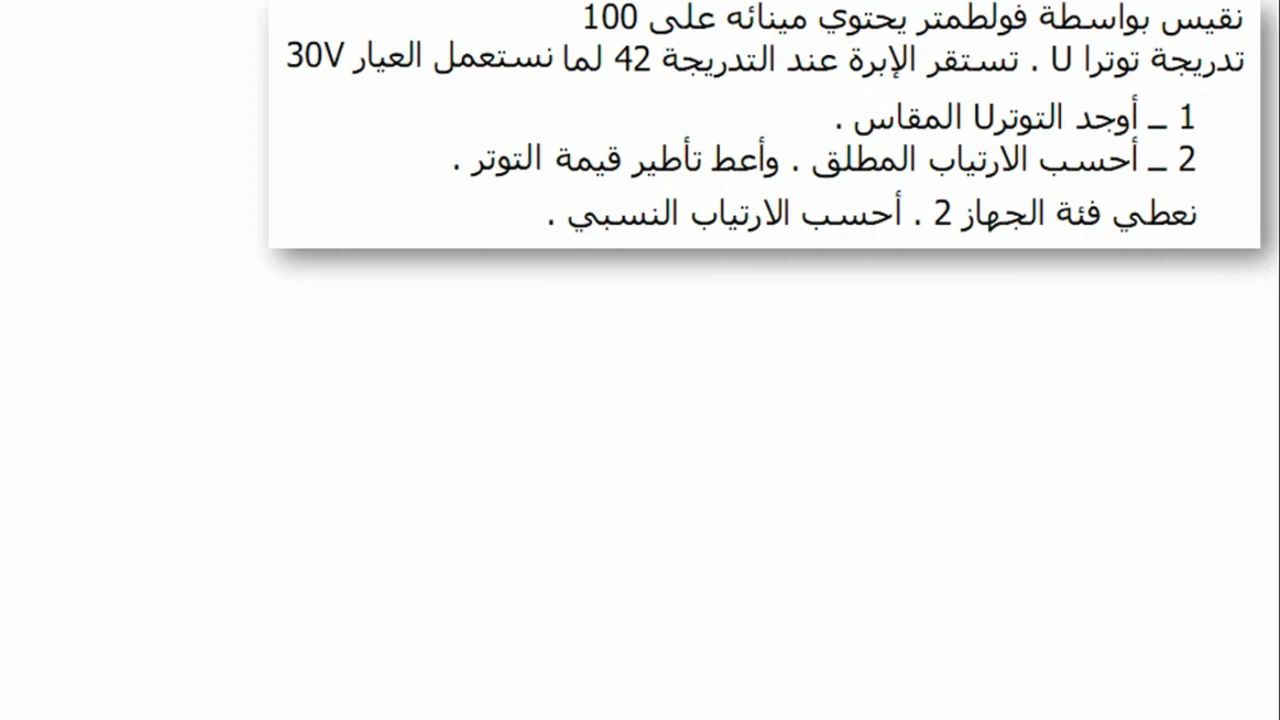 نقيس بواسطة فولطمتر يحتوي مينائه على 100
تدريجة توترا U . تستقر الإبرة عند التدريجة 42 لما نستعمل العيار 30V
1 ـ أوجد التوترU المقاس .
2 ـ أحسب الارتياب المطلق . وأعط تأطير قيمة التوتر .
نعطي فئة الجهاز 2 . أحسب الارتياب النسبي .